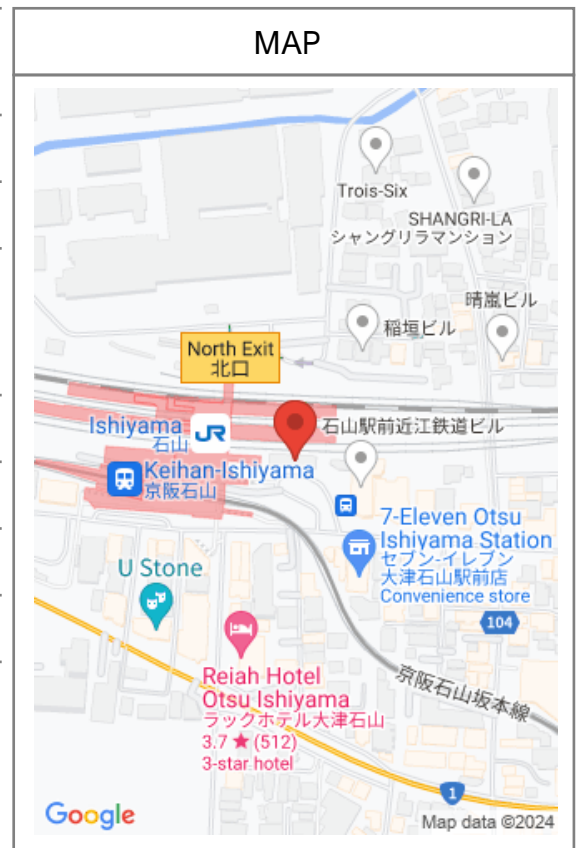 MAP
Trois-Six
SHANGRI-LA
シャングリラマンション
晴嵐ビル
稲垣ビル
North Exit
北口
石山駅前近江鉄道ビル
Ishiyama
石山
JR
Keihan-Ishiyama
京阪石山
7-Eleven Otsu
Ishiyama Station
セブン-イレブン
大津石山駅前店
Convenience store
U Stone
104
Reiah Hotel
Otsu Ishiyama
ラックホテル大津石山
3.7 ★ (512)
3-star hotel
京阪石山坂本線
1
Google
Map data ©2024